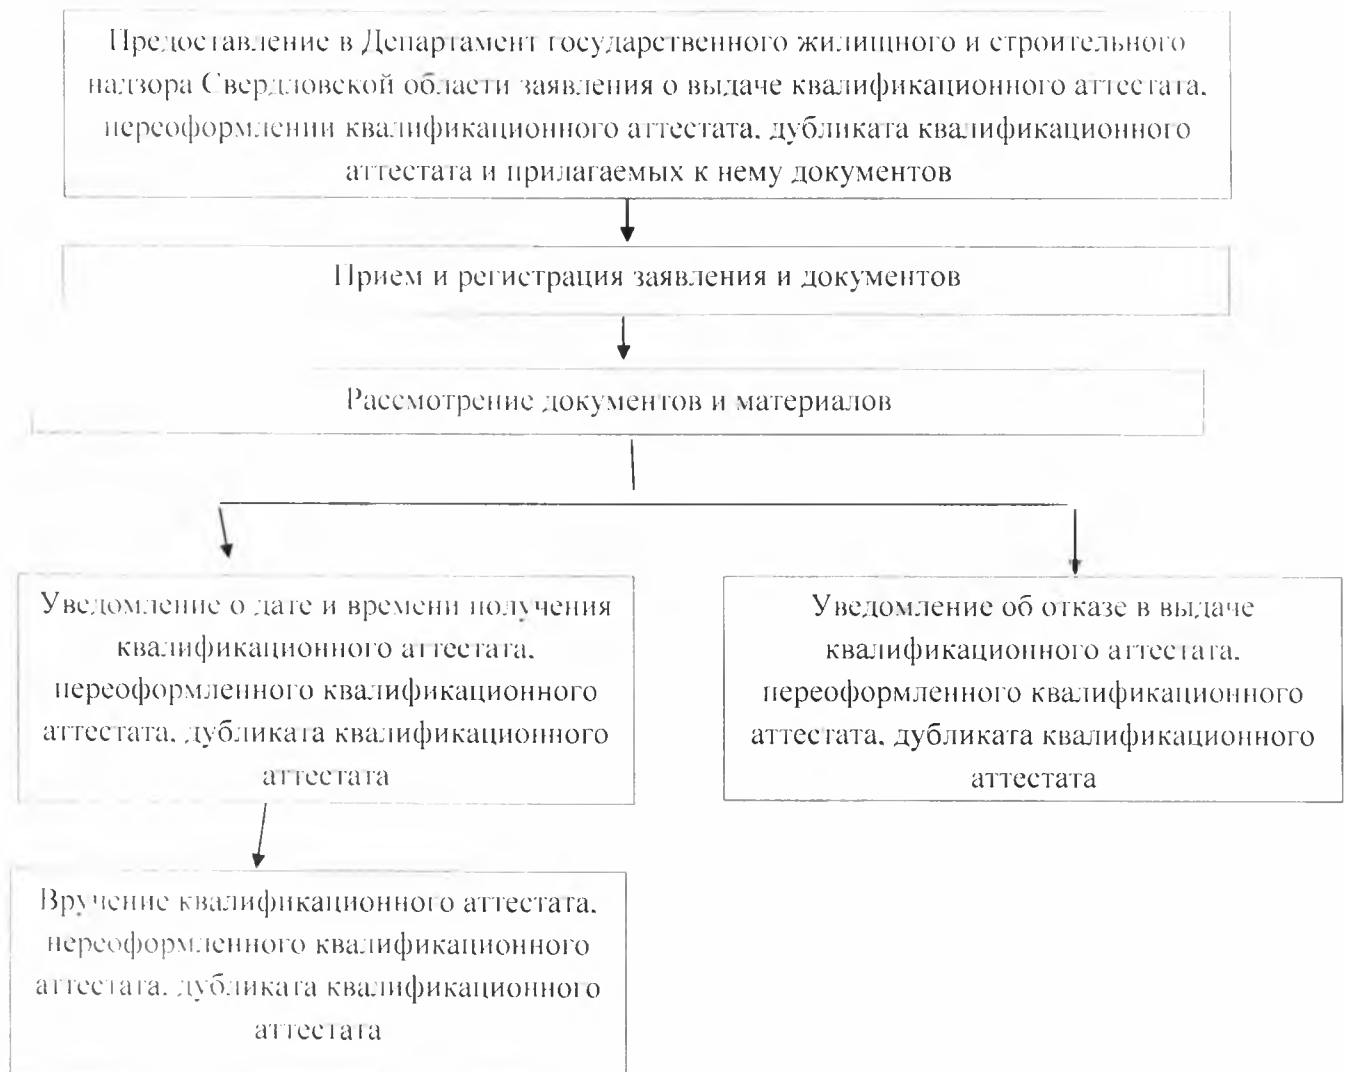 Предоставление в Департамент государственного жилищного и строительного
надзора Свердловской области заявления о выдаче квалификационного аттестата,
переоформлении квалификационного аттестата, дубликата квалификационного
аттестата и прилагаемых к нему документов
Прием и регистрация заявления и документов
Рассмотрение документов и материалов
Уведомление о дате и времени получения
квалификационного аттестата,
переоформленного квалификационного
аттестата, дубликата квалификационного
аттестата
Уведомление об отказе в выдаче
квалификационного аттестата,
переоформленного квалификационного
аттестата, дубликата квалификационного
аттестата
Вручение квалификационного аттестата,
переоформленного квалификационного
аттестата, дубликата квалификационного
аттестата